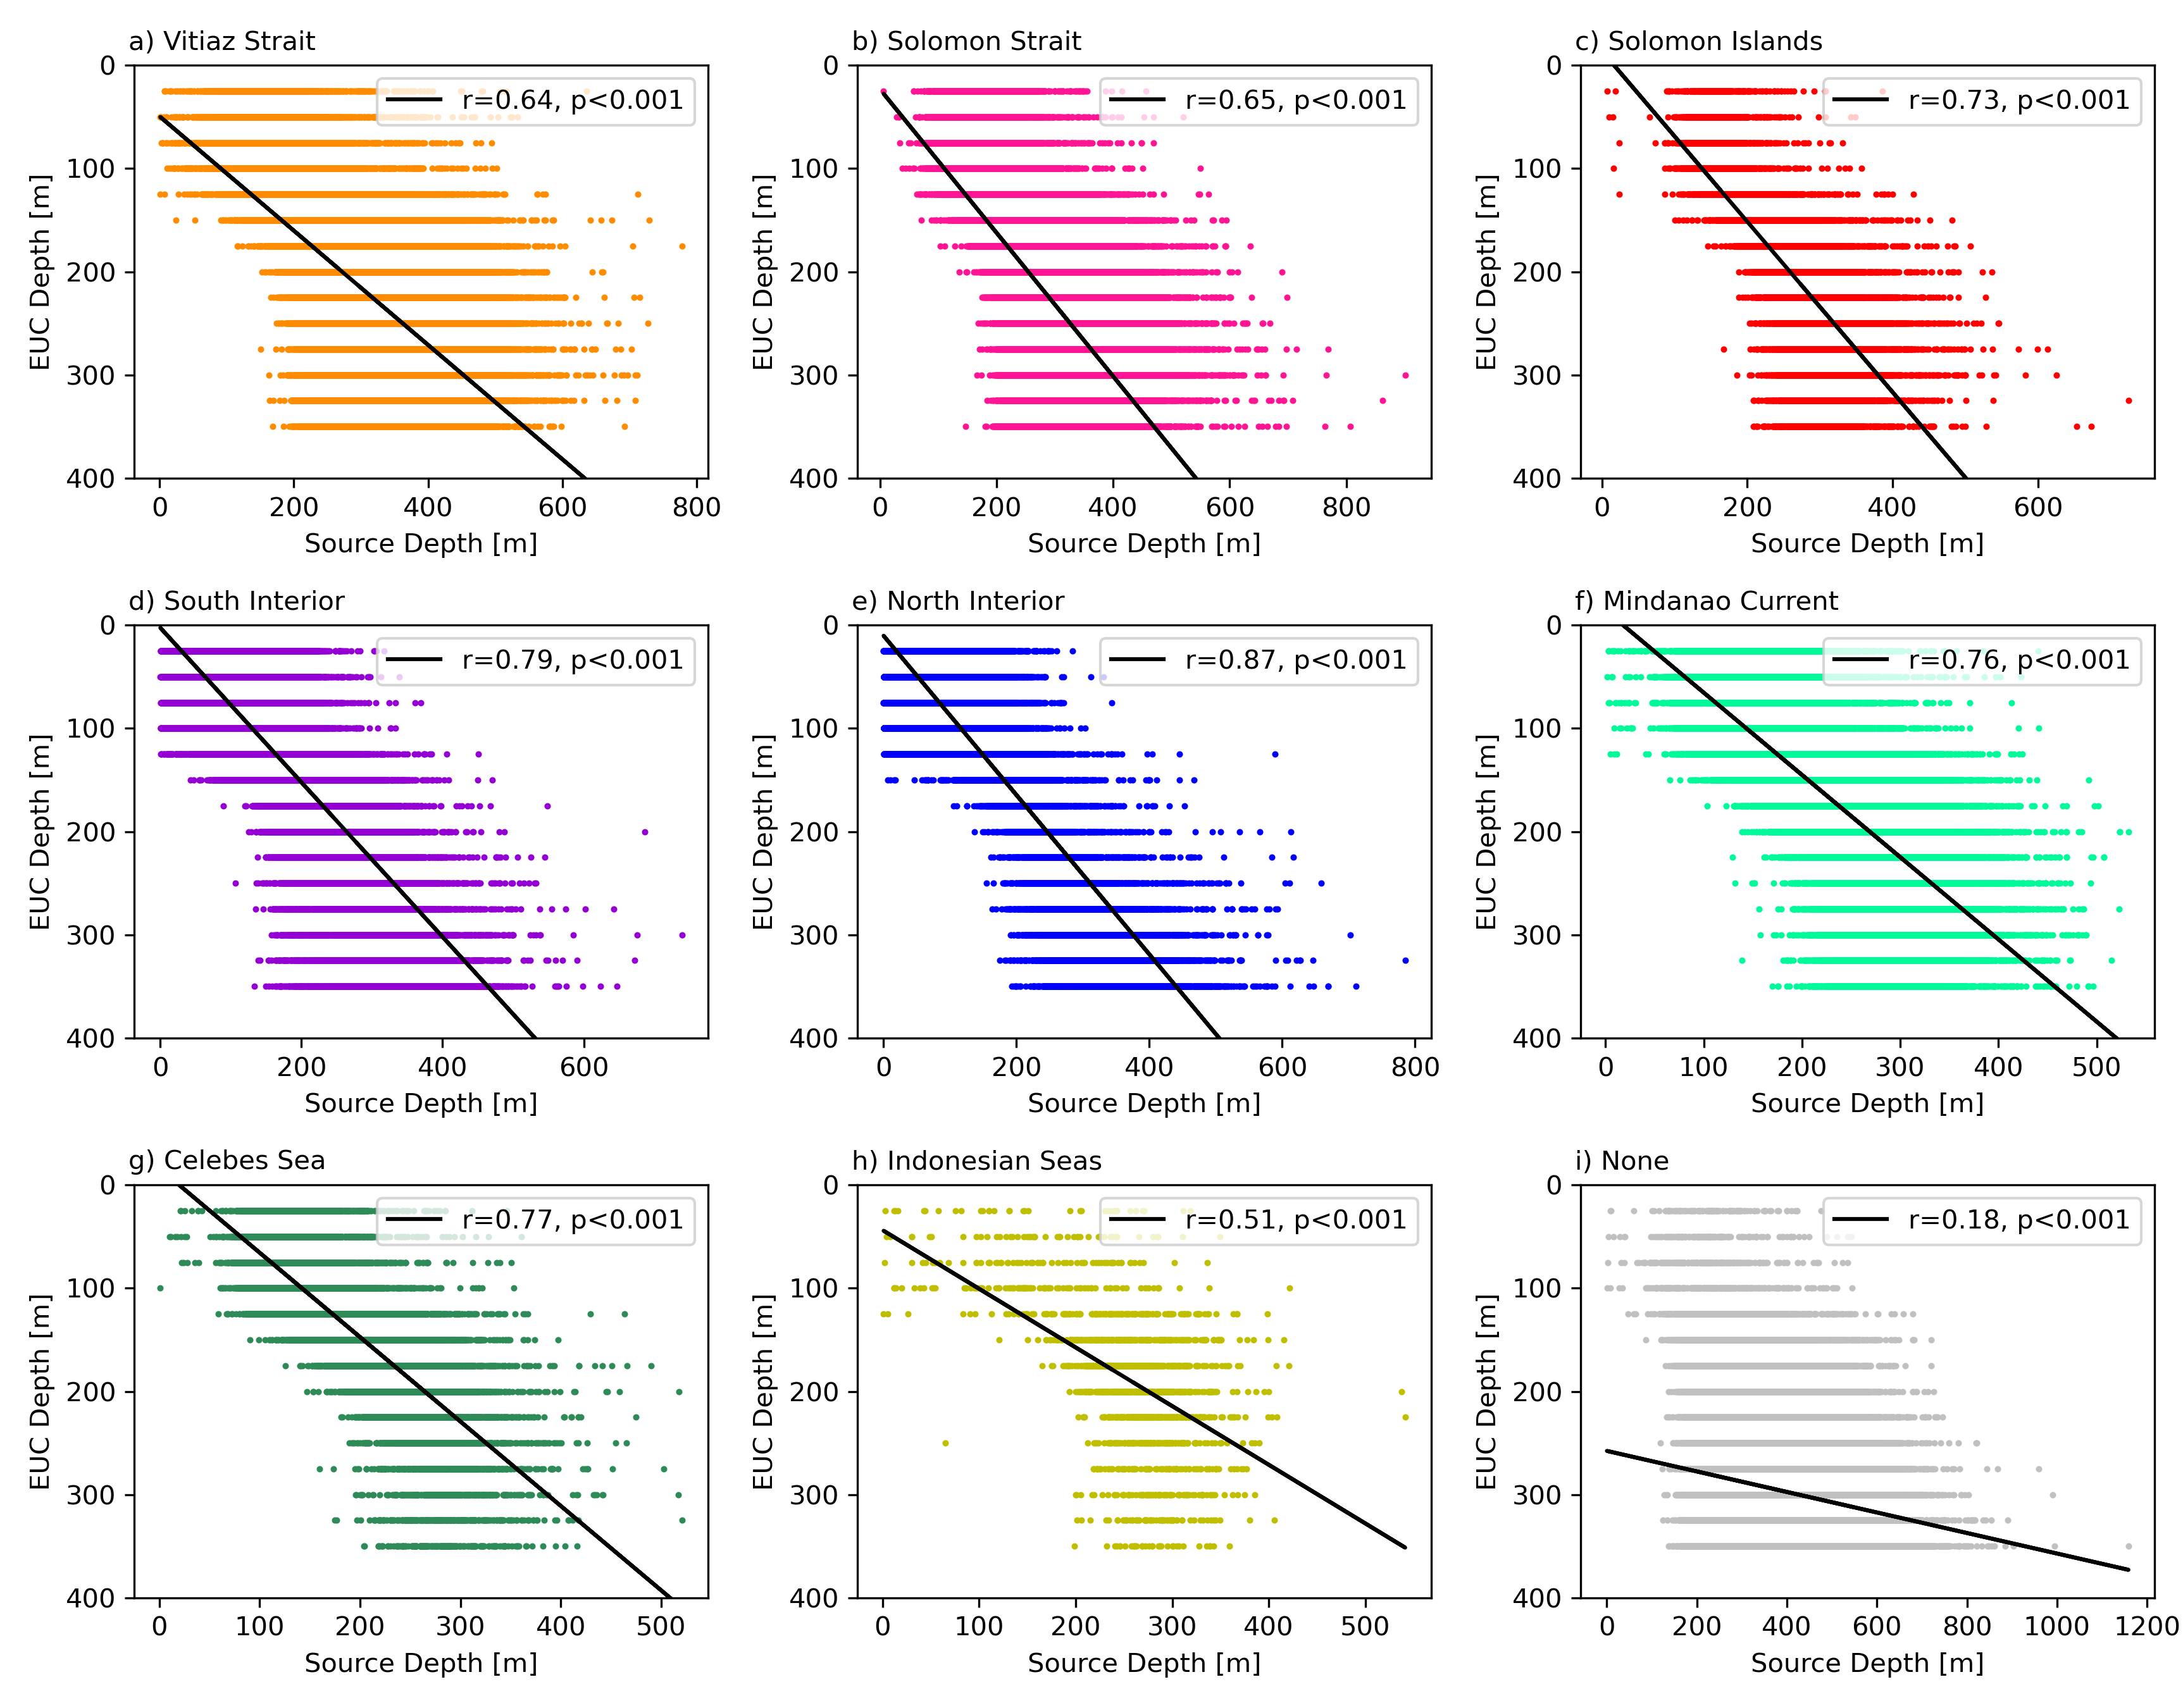 a) Vitiaz Strait
r=0.64, p<0.001
EUC Depth [m]
0
100
200
300
400
0 200 400 600 800
Source Depth [m]
b) Solomon Strait
r=0.65, p<0.001
EUC Depth [m]
0
100
200
300
400
0 200 400 600 800
Source Depth [m]
c) Solomon Islands
r=0.73, p<0.001
EUC Depth [m]
0
100
200
300
400
0 200 400 600
Source Depth [m]
d) South Interior
r=0.79, p<0.001
EUC Depth [m]
0
100
200
300
400
0 200 400 600
Source Depth [m]
e) North Interior
r=0.87, p<0.001
EUC Depth [m]
0
100
200
300
400
0 200 400 600 800
Source Depth [m]
f) Mindanao Current
r=0.76, p<0.001
EUC Depth [m]
0
100
200
300
400
0 100 200 300 400 500
Source Depth [m]
g) Celebes Sea
r=0.77, p<0.001
EUC Depth [m]
0
100
200
300
400
0 100 200 300 400 500
Source Depth [m]
h) Indonesian Seas
r=0.51, p<0.001
EUC Depth [m]
0
100
200
300
400
0 100 200 300 400 500
Source Depth [m]
i) None
r=0.18, p<0.001
EUC Depth [m]
0
100
200
300
400
0 200 400 600 800 1000 1200
Source Depth [m]